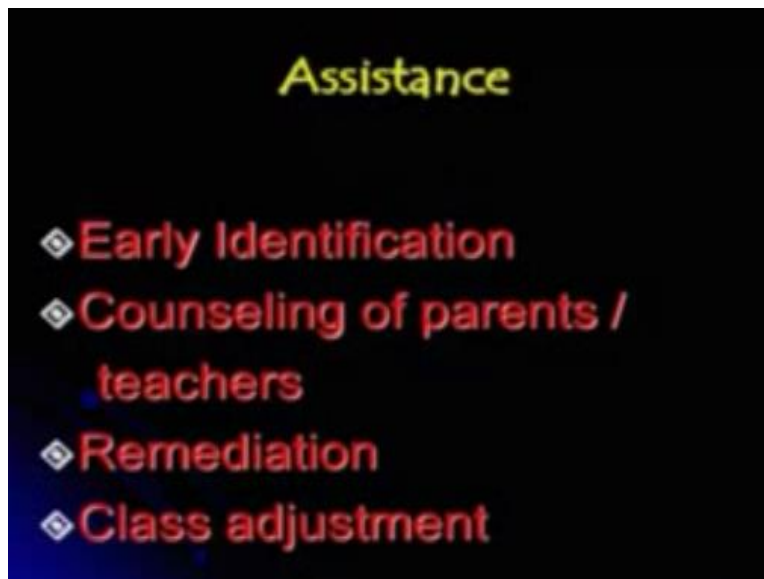 Assistance
Early Identification
Counseling of parents /
teachers
Remediation
Class adjustment